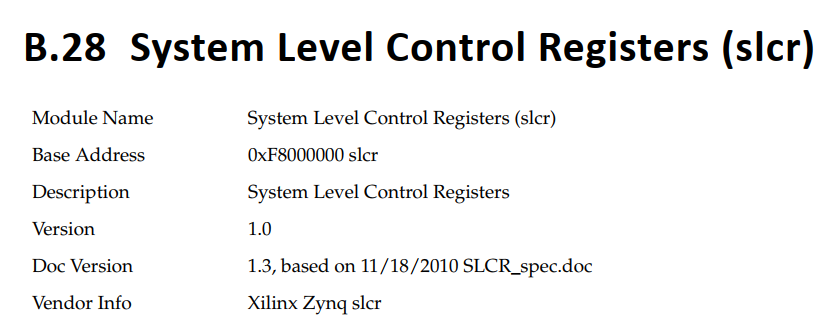 B.28 System Level Control Registers (slcr)
Module Name System Level Control Registers (slcr)
Base Address 0xF8000000 slcr
Description System Level Control Registers
Version 1.0
Doc Version 1.3, based on 11/18/2010 SLCR_spec.doc
Vendor Info Xilinx Zynq slcr